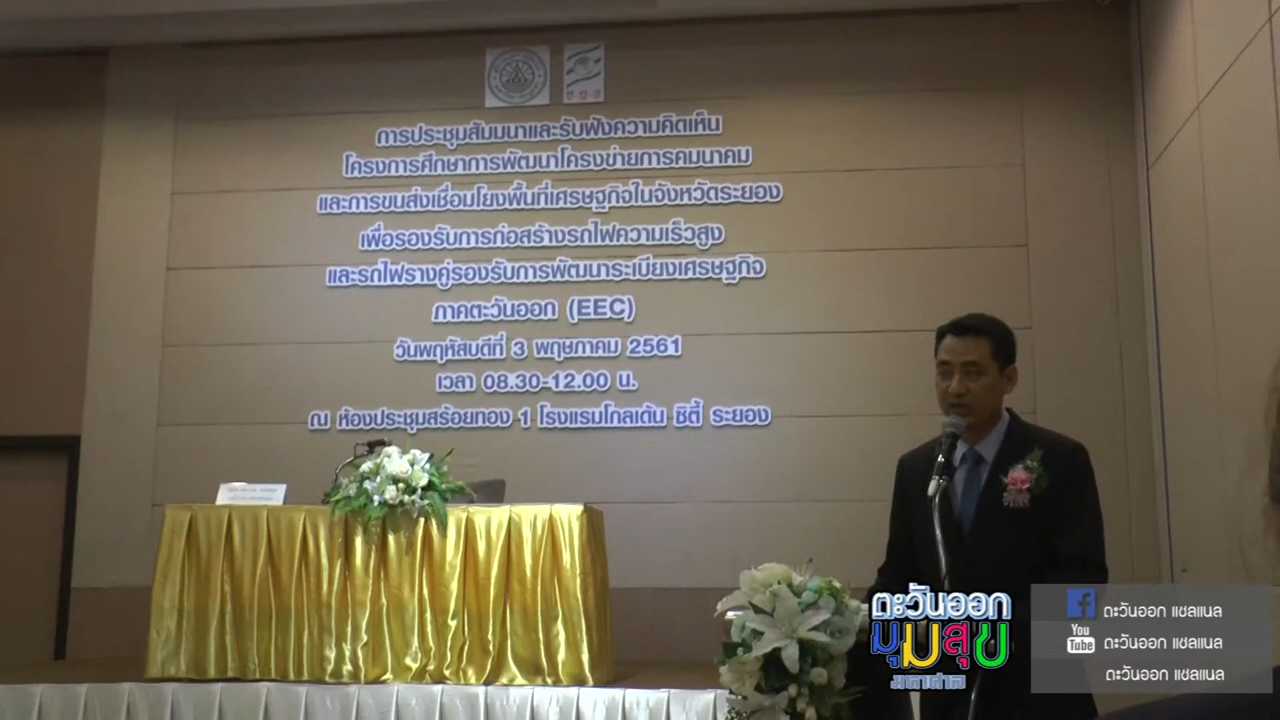 การประชุมสัมมนาและรับฟังความคิดเห็น
โครงการศึกษาการพัฒนาโครงข่ายการคมนาคม
และการขนส่งเชื่อมโยงพื้นที่เศรษฐกิจในจังหวัดระยอง
เพื่อรองรับการก่อสร้างรถไฟความเร็วสูง
และรถไฟรางคู่รองรับการพัฒนาระเบียงเศรษฐกิจ
ภาคตะวันออก (EEC)
วันพฤหัสบดีที่ 3 พฤษภาคม 2561
เวลา 08.30-12.00 น.
ณ ห้องประชุมสร้อยทอง 1 โรงแรมโกลเด้น ซิตี้ ระยอง
ตะวันออก
มุมสุข
มหาศาล
ตะวันออก แชลแนล
You Tube ตะวันออก แชลแนล
ตะวันออก แชลแนล